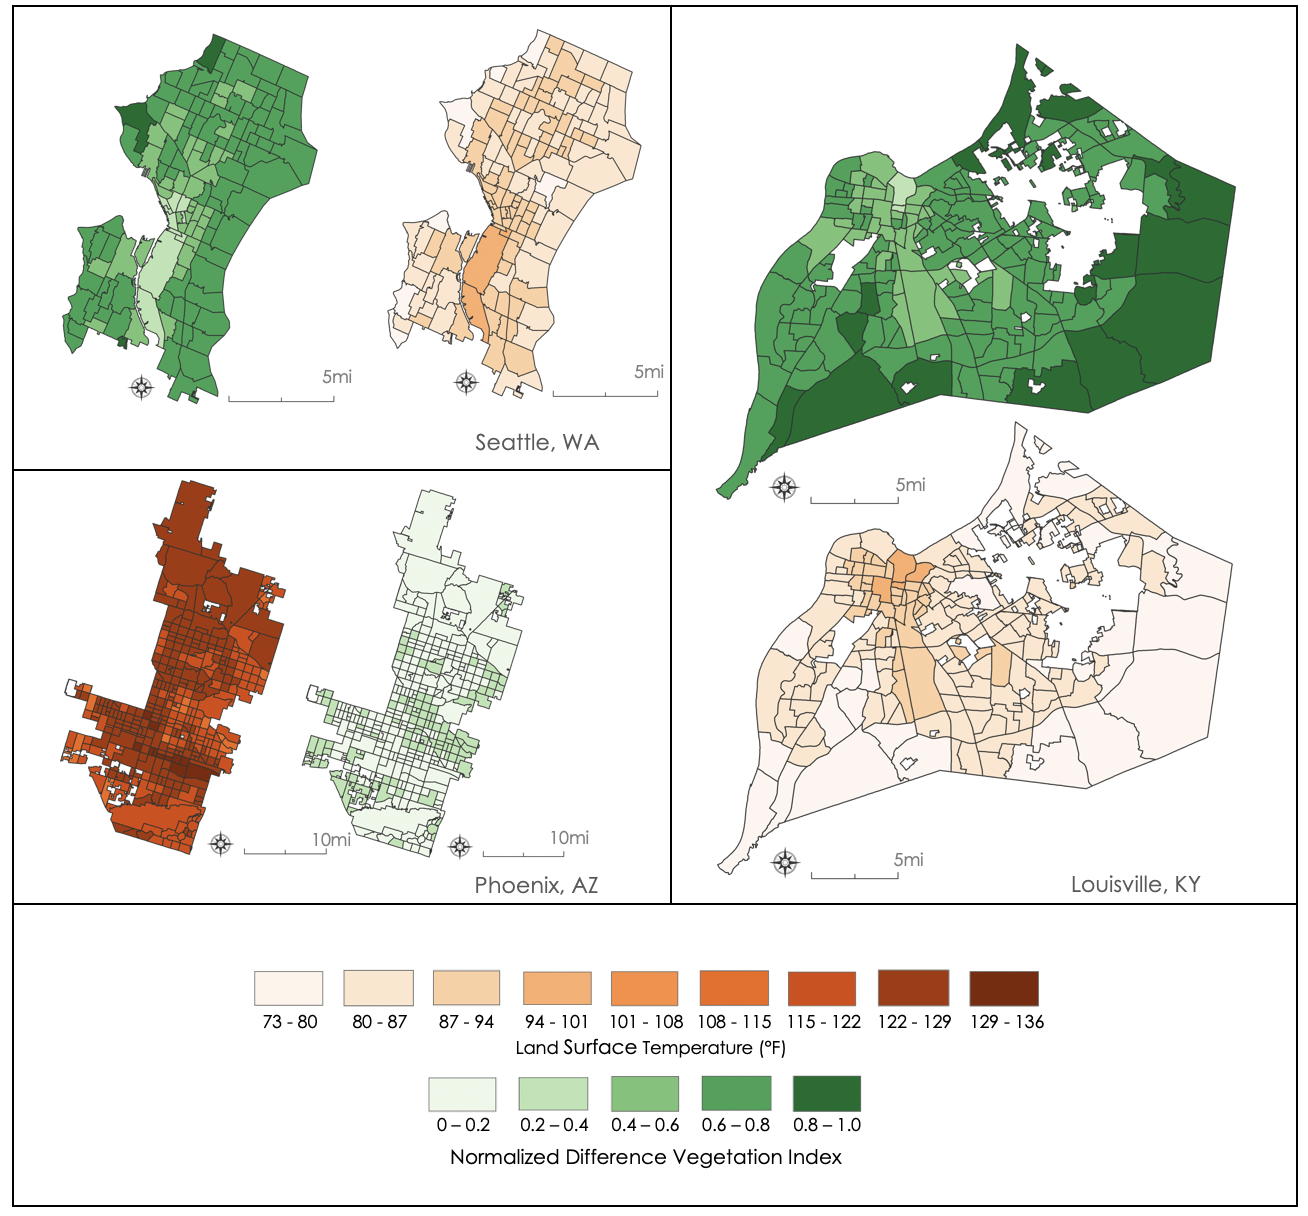 5mi
5mi
Seattle, WA
10mi
10mi
Phoenix, AZ
5mi
5mi
Louisville, KY
73 - 80
80 - 87
87 - 94
94 - 101
101 - 108
108 - 115
115 - 122
122 - 129
129 - 136
Land Surface Temperature (°F)
0 – 0.2
0.2 – 0.4
0.4 – 0.6
0.6 – 0.8
0.8 – 1.0
Normalized Difference Vegetation Index